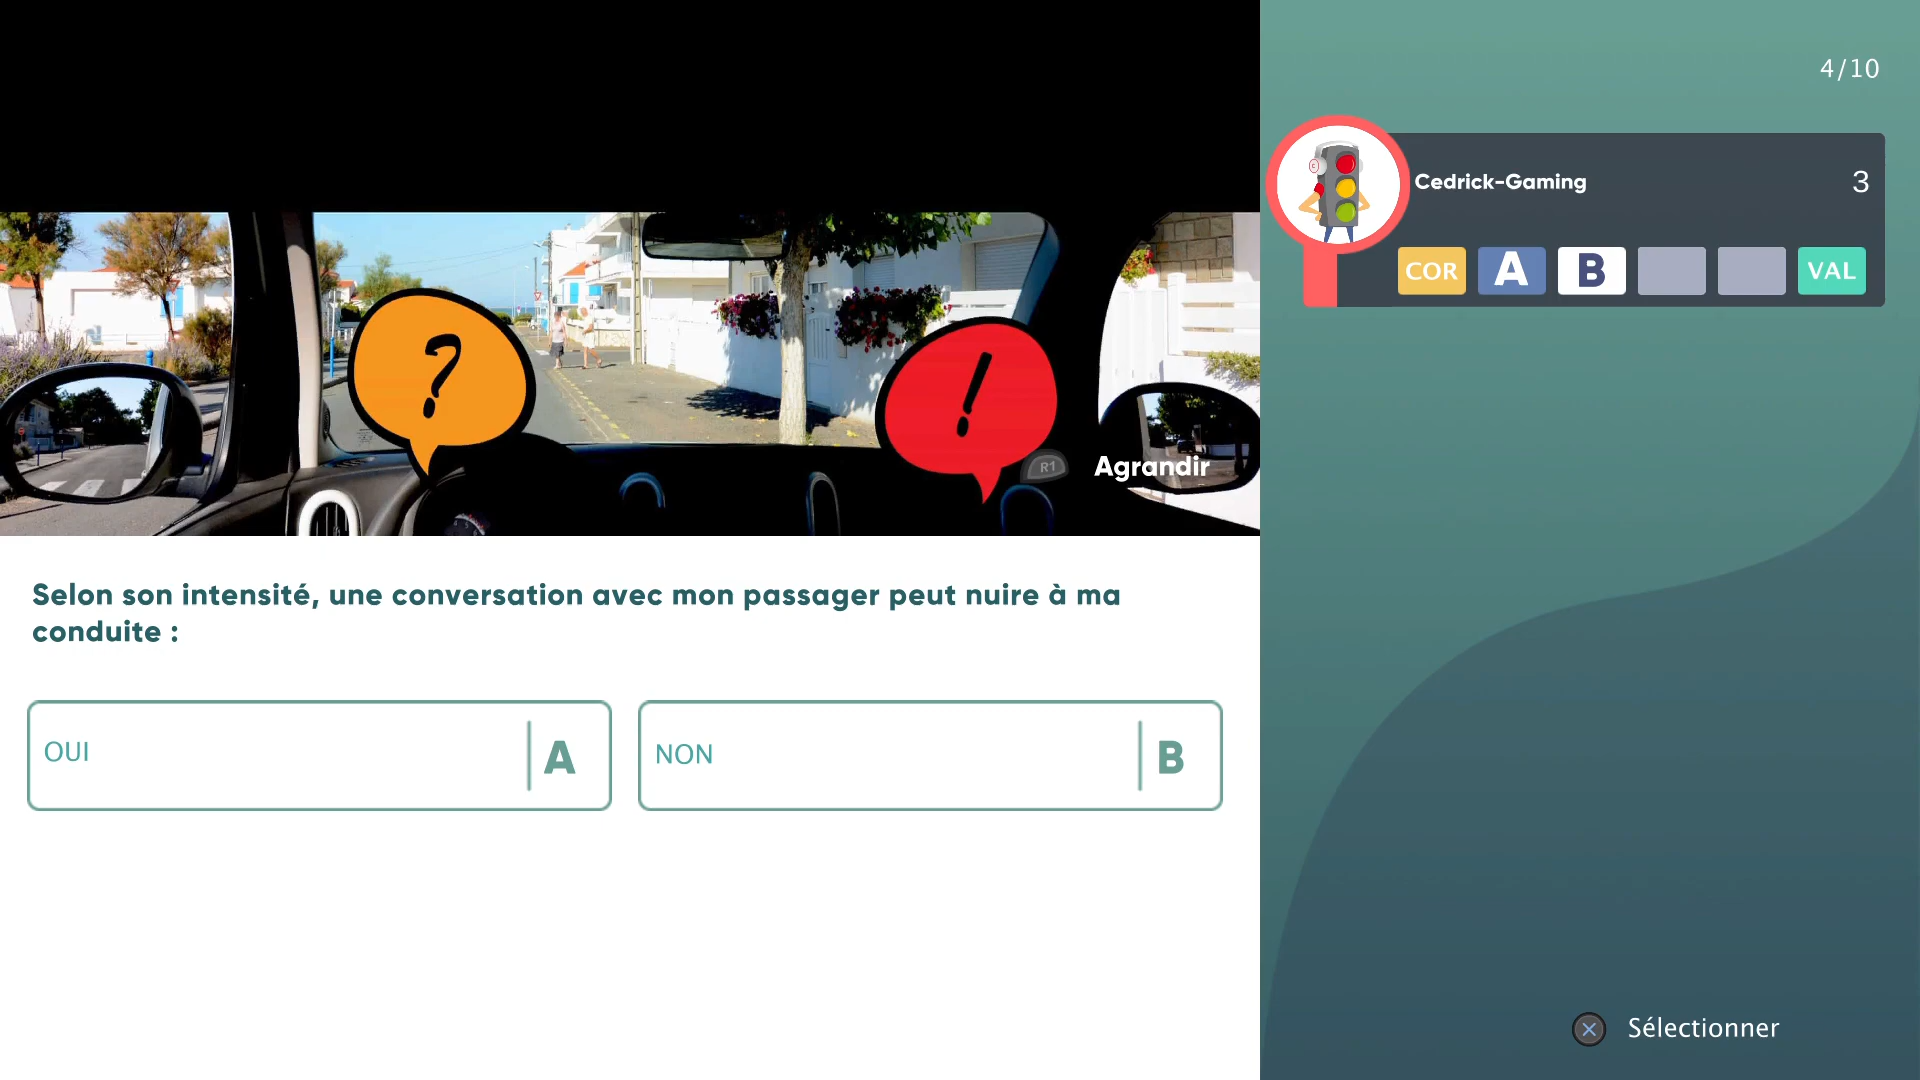 4/10
Cedrick-Gaming
3
COR
A
B
VAL
?
!
R1
Agrandir
Selon son intensité, une conversation avec mon passager peut nuire à ma
conduite :
OUI
A
NON
B
Sélectionner